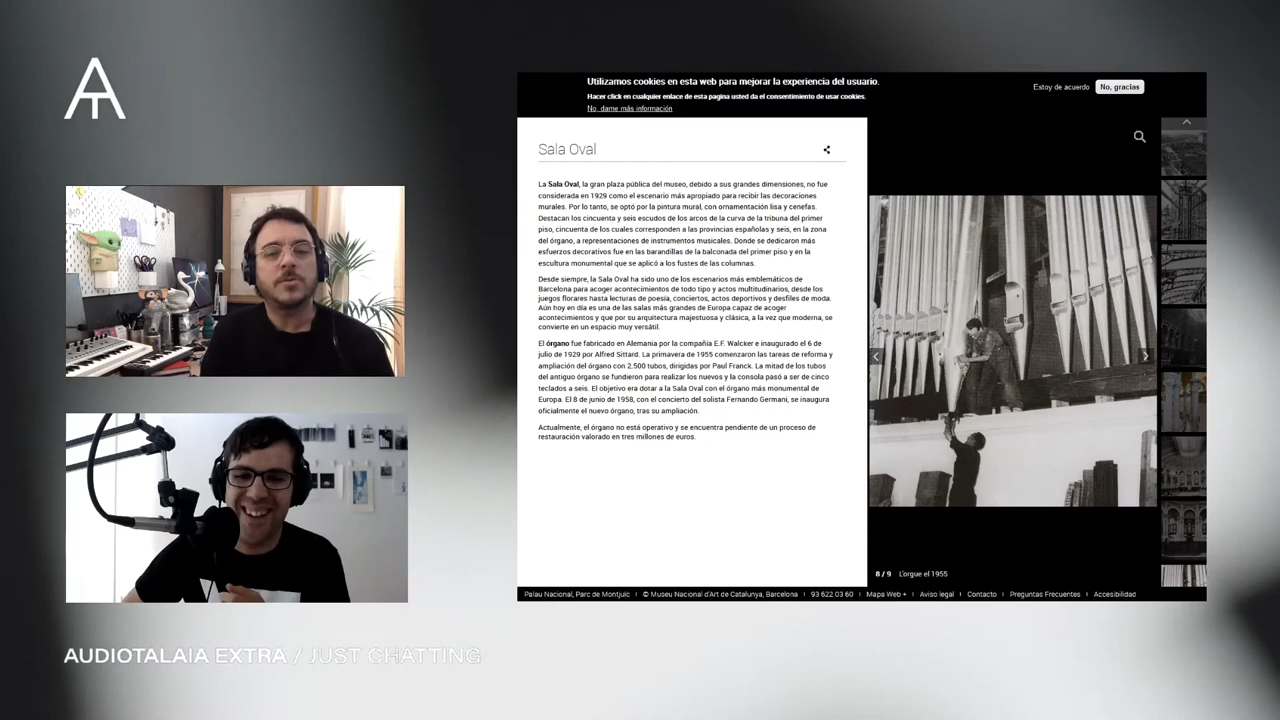 AT
Utilizamos cookies en esta web para mejorar la experiencia del usuario.
Hacer click en cualquier enlace de esta pagina usted da el consentimiento de usar cookies.
No, dame más información
Estoy de acuerdo
No, gracias
Sala Oval
La Sala Oval, la gran plaza pública del museo, debido a sus grandes dimensiones, no fue
considerada en 1929 como el escenario más apropiado para recibir las decoraciones
murales. Por lo tanto, se optó por la pintura mural, con ornamentación lisa y cenefas.
Destacan los cincuenta y seis escudos de los arcos de la curva de la tribuna del primer
piso, cincuenta de los cuales corresponden a las provincias españolas y seis, en la zona
del órgano, a representaciones de instrumentos musicales. Donde se dedicaron más
esfuerzos decorativos fue en las barandillas de la balconada del primer piso y en la
escultura monumental que se aplicó a los fustes de las columnas.
Desde siempre, la Sala Oval ha sido uno de los escenarios más emblemáticos de
Barcelona para acoger acontecimientos de todo tipo y actos multitudinarios, desde los
juegos florares hasta lecturas de poesía, conciertos, actos deportivos y desfiles de moda.
Aún hoy en día es una de las salas más grandes de Europa capaz de acoger
acontecimientos y que por su arquitectura majestuosa y clásica, a la vez que moderna, se
convierte en un espacio muy versátil.
El órgano fue fabricado en Alemania por la compañía E.F. Walcker e inaugurado el 6 de
julio de 1929 por Alfred Sittard. La primavera de 1955 comenzaron las tareas de reforma y
ampliación del órgano con 2.500 tubos, dirigidas por Paul Franck. La mitad de los tubos
del antiguo órgano se fundieron para realizar los nuevos y la consola pasó a ser de cinco
teclados a seis. El objetivo era dotar a la Sala Oval con el órgano más monumental de
Europa. El 8 de junio de 1958, con el concierto del solista Fernando Germani, se inaugura
oficialmente el nuevo órgano, tras su ampliación.
Actualmente, el órgano no está operativo y se encuentra pendiente de un proceso de
restauración valorado en tres millones de euros.
8 / 9 L'orgue el 1955
Palau Nacional, Parc de Montjuïc | © Museu Nacional d'Art de Catalunya, Barcelona | 93 622 03 60 | Mapa Web + | Aviso legal | Contacto | Preguntas Frecuentes | Accesibilidad
AUDIOTALAIA EXTRA / JUST CHATTING